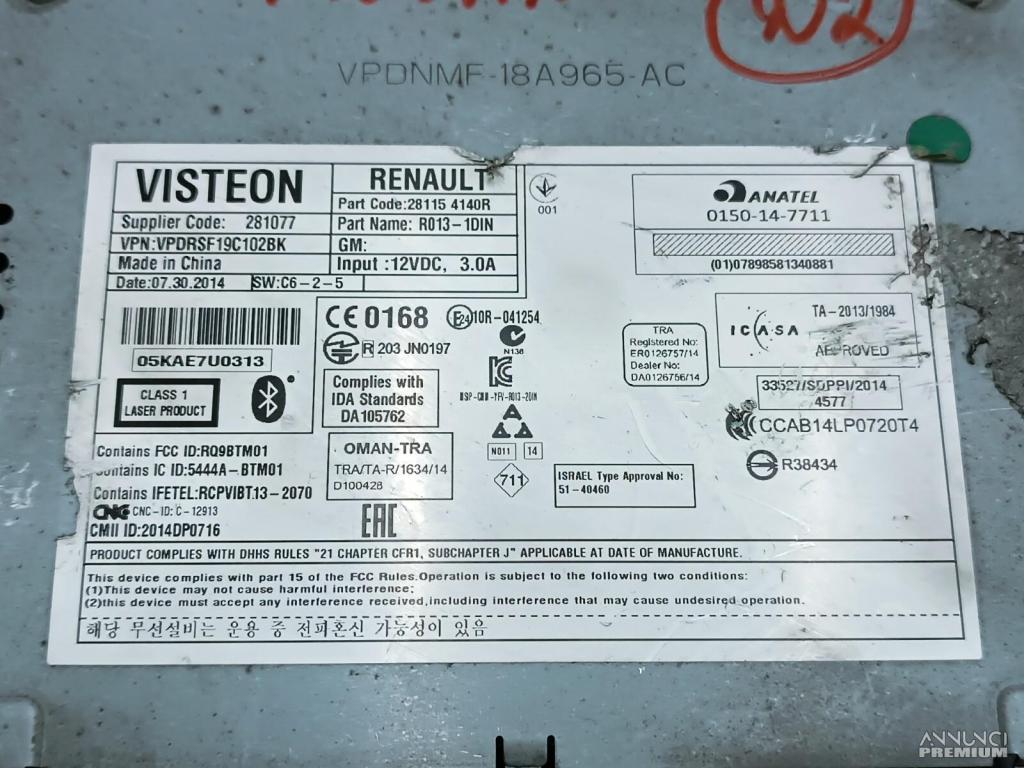 VPDNMF-18A965-AC
VISTEON
Supplier Code: 281077
VPN:VPDRSF19C102BK
Made in China
Date:07.30.2014 SW:C6-2-5
RENAULT
Part Code:28115 4140R
Part Name: R013-1DIN
GM:
Input :12VDC, 3.0A
05KAE7U0313
CLASS 1
LASER PRODUCT
001
CE 0168
E24 10R-041254
R 203 JN0197
N136
Complies with
IDA Standards
DA105762
OMAN-TRA
TRA/TA-R/1634/14
D100428
N011 14
711
EAC
ANATEL
0150-14-7711
(01)07898581340881
TRA
Registered No:
ER0126757/14
Dealer No:
DA0126756/14
ICASA
TA-2013/1984
APPROVED
33527/SDPPI/2014
4577
CCAB14LP0720T4
R38434
ISRAEL Type Approval No:
51-40460
Contains FCC ID:RQ9BTM01
Contains IC ID:5444A-BTM01
Contains IFETEL:RCPVIBT13-2070
CNC CNC-ID: C-12913
CMII ID:2014DP0716
PRODUCT COMPLIES WITH DHHS RULES "21 CHAPTER CFR1, SUBCHAPTER J" APPLICABLE AT DATE OF MANUFACTURE.
This device complies with part 15 of the FCC Rules.Operation is subject to the following two conditions:
(1)This device may not cause harmful interference;
(2)this device must accept any interference received,including interference that may cause undesired operation.
해당 무선설비는 운용 중 전파혼신 가능성이 있음
ANNUNCI
PREMIUM